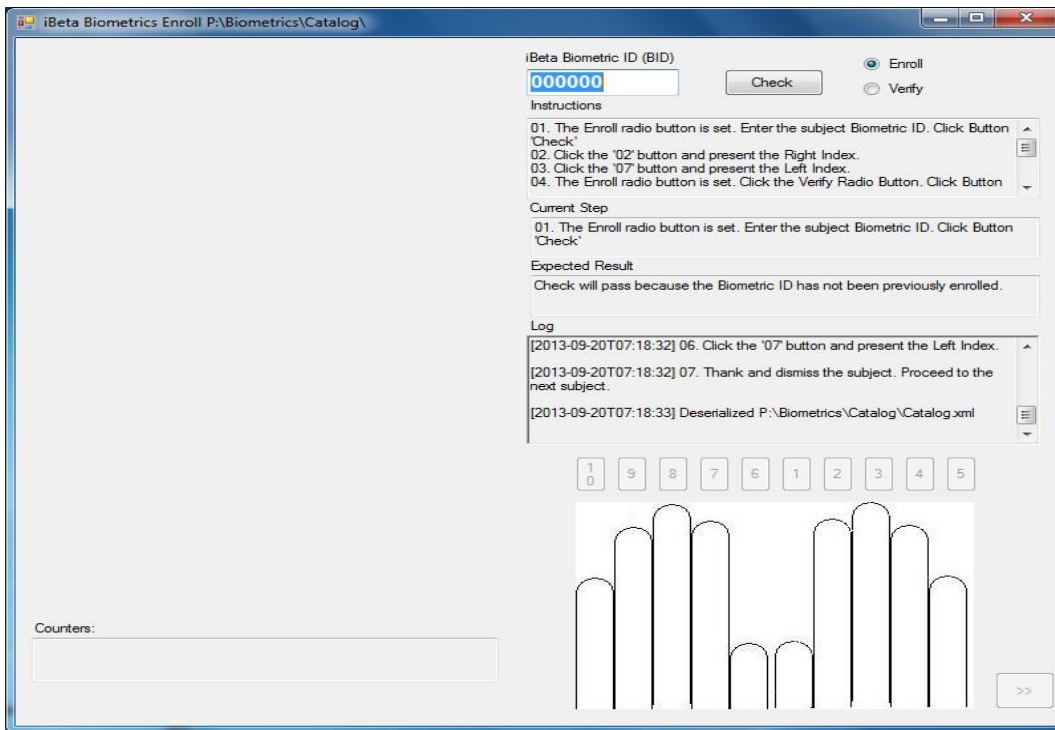 iBeta Biometrics Enroll P:\Biometrics\Catalog\
iBeta Biometric ID (BID)
000000
Check
Enroll
Verify
Instructions
01. The Enroll radio button is set. Enter the subject Biometric ID. Click Button
'Check'
02. Click the '02' button and present the Right Index.
03. Click the '07' button and present the Left Index.
04. The Enroll radio button is set. Click the Verify Radio Button. Click Button
Current Step
01. The Enroll radio button is set. Enter the subject Biometric ID. Click Button
'Check'
Expected Result
Check will pass because the Biometric ID has not been previously enrolled.
Log
[2013-09-20T07:18:32] 06. Click the '07' button and present the Left Index.
[2013-09-20T07:18:32] 07. Thank and dismiss the subject. Proceed to the
next subject.
[2013-09-20T07:18:33] Deserialized P:\Biometrics\Catalog\Catalog.xml
10 9 8 7 6 1 2 3 4 5
Counters:
>>